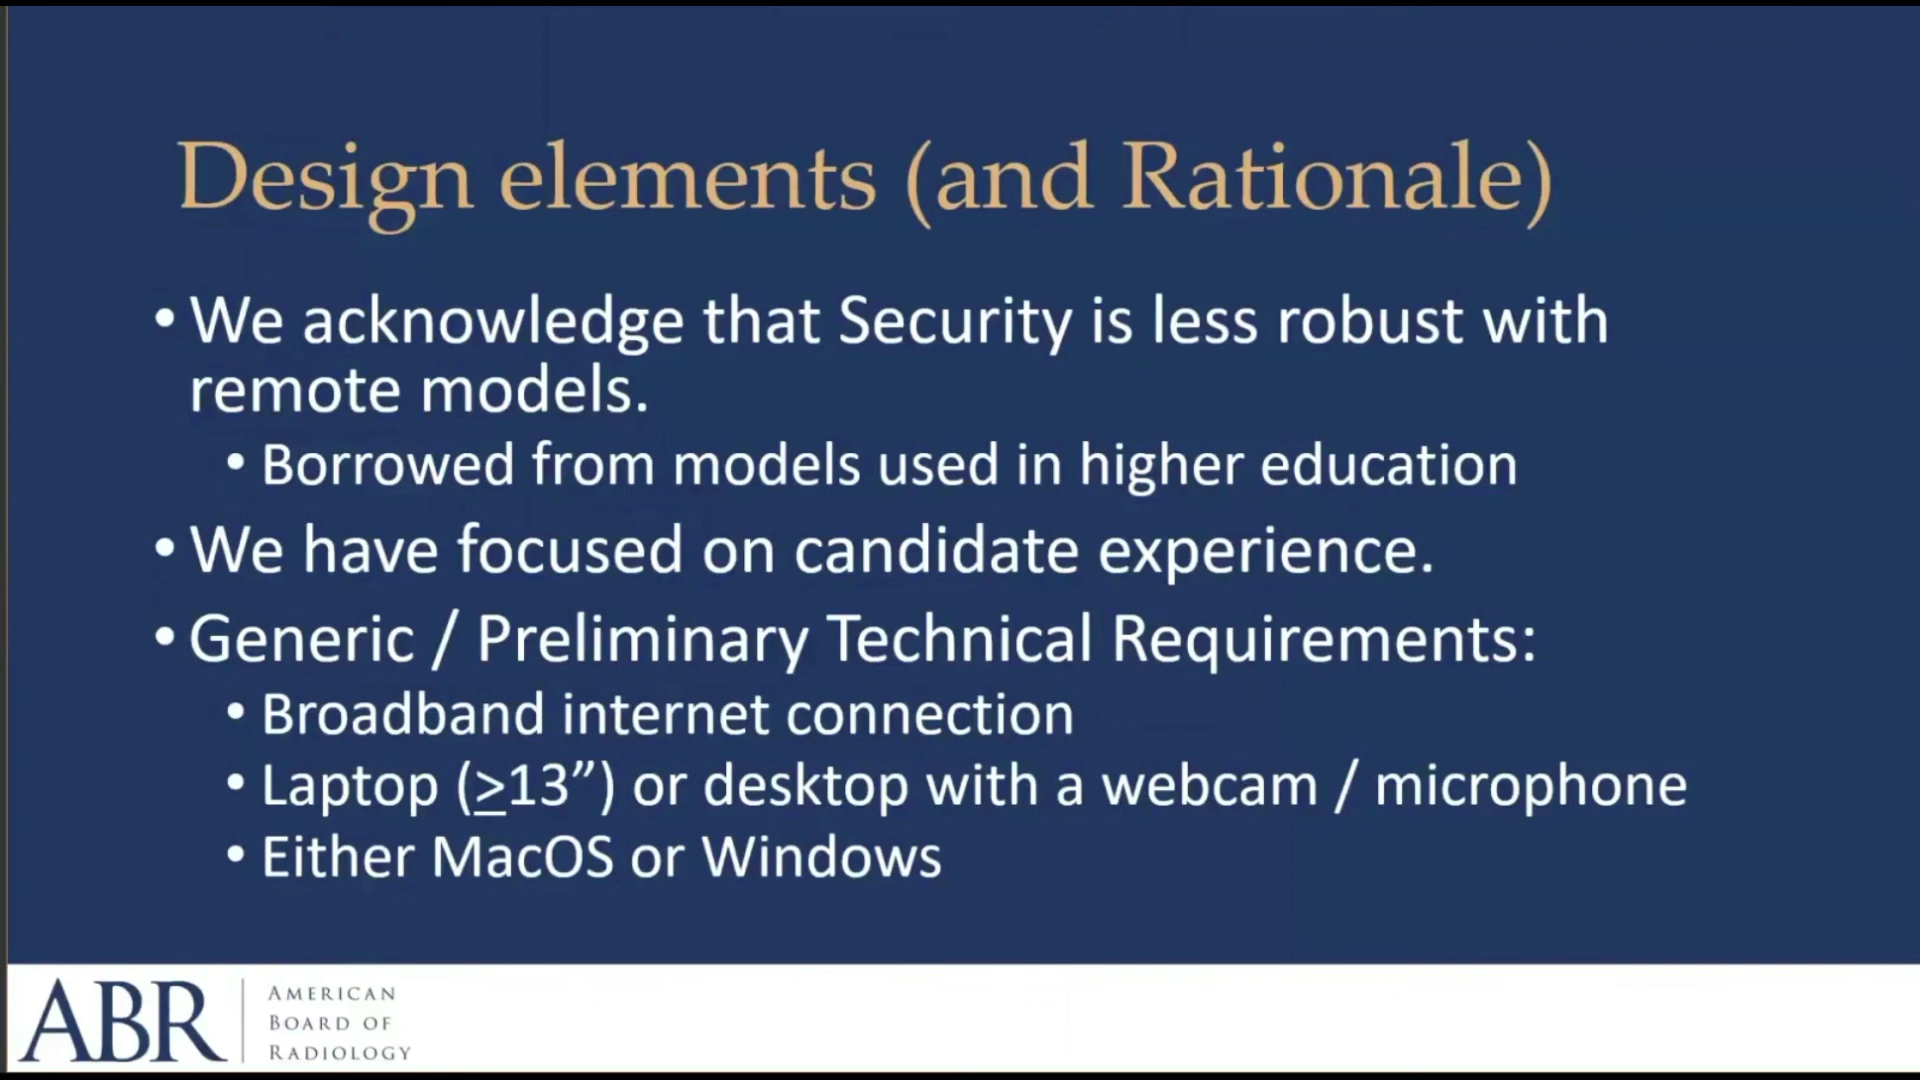 Design elements (and Rationale)
• We acknowledge that Security is less robust with
remote models.
• Borrowed from models used in higher education
• We have focused on candidate experience.
• Generic / Preliminary Technical Requirements:
• Broadband internet connection
• Laptop (≥13”) or desktop with a webcam / microphone
• Either MacOS or Windows
ABR
AMERICAN
BOARD OF
RADIOLOGY